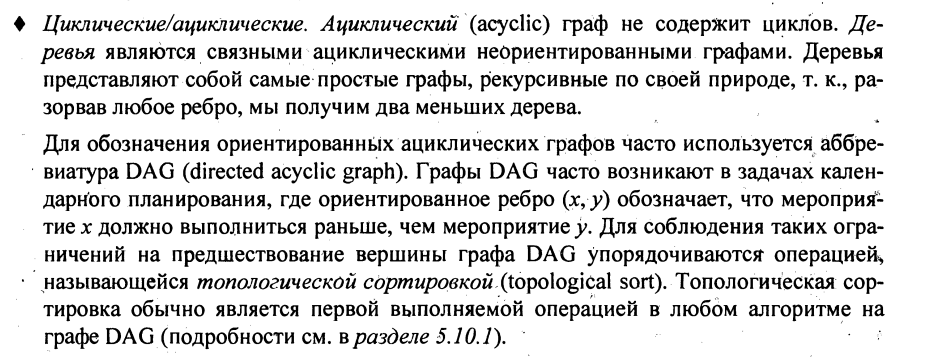 ♦ Циклические/ациклические. Ациклический (acyclic) граф не содержит циклов. Де-
ревья являются связными ациклическими неориентированными графами. Деревья
представляют собой самые простые графы, рекурсивные по своей природе, т. к., ра-
зорвав любое ребро, мы получим два меньших дерева.
Для обозначения ориентированных ациклических графов часто используется аббре-
виатура DAG (directed acyclic graph). Графы DAG часто возникают в задачах кален-
дарного планирования, где ориентированное ребро (x, y) обозначает, что мероприя-
тие x должно выполниться раньше, чем мероприятие y. Для соблюдения таких огра-
ничений на предшествование вершины графа DAG упорядочиваются операцией,
называющейся топологической сортировкой (topological sort). Топологическая сор-
тировка обычно является первой выполняемой операцией в любом алгоритме на
графе DAG (подробности см. в разделе 5.10.1).